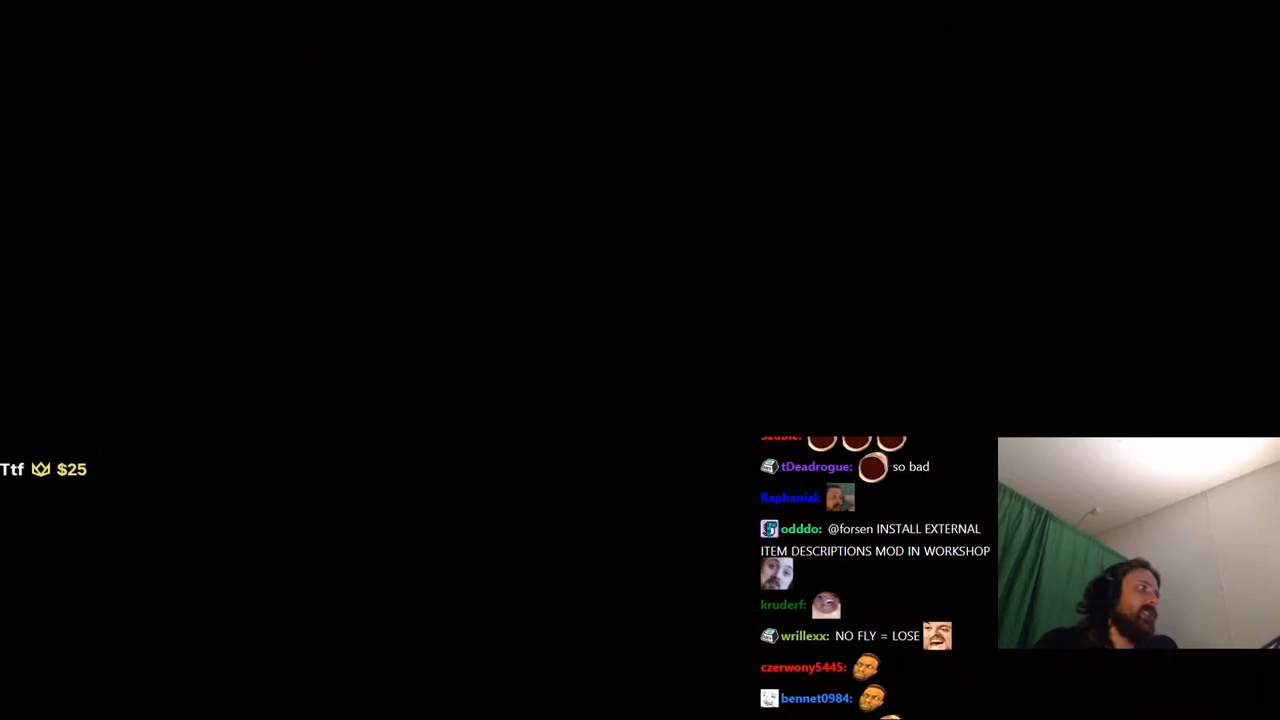 Ttf $25
tDeadrogue: so bad
Raphanial:
odddo: @forsen INSTALL EXTERNAL
ITEM DESCRIPTIONS MOD IN WORKSHOP
kruderf:
wrillexx: NO FLY = LOSE
czerwony5445:
bennet0984: